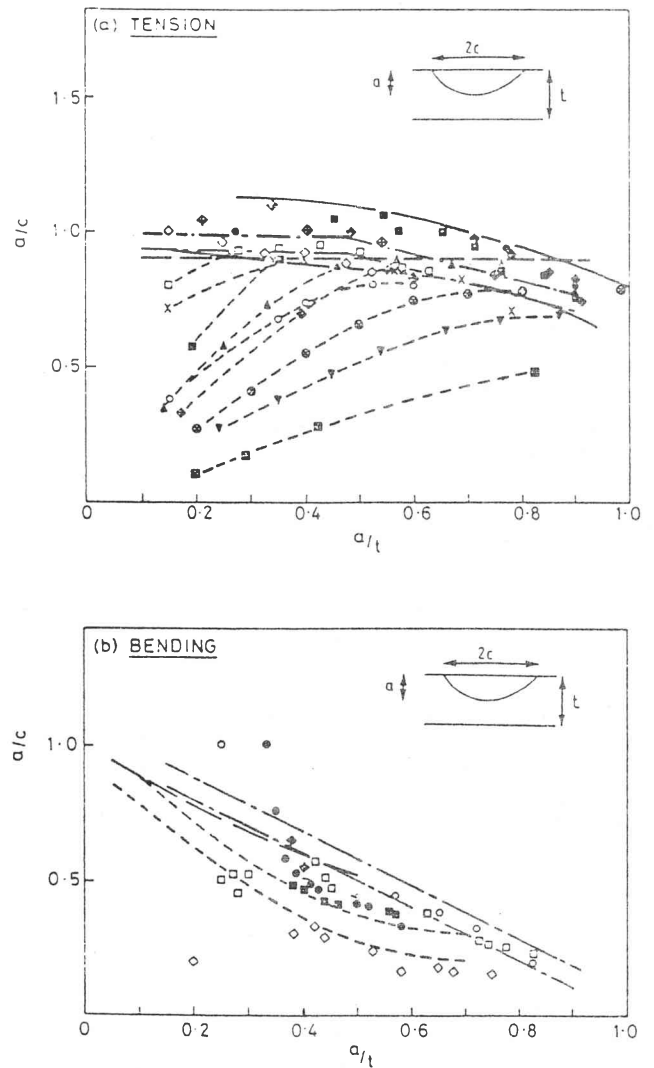 (a) TENSION
2c
a
t
1·5
1·0
0·5
a/c
0
0·2
0·4
0·6
0·8
1·0
a/t
(b) BENDING
2c
a
t
1·0
0·5
a/c
0
0·2
0·4
0·6
0·8
1·0
a/t